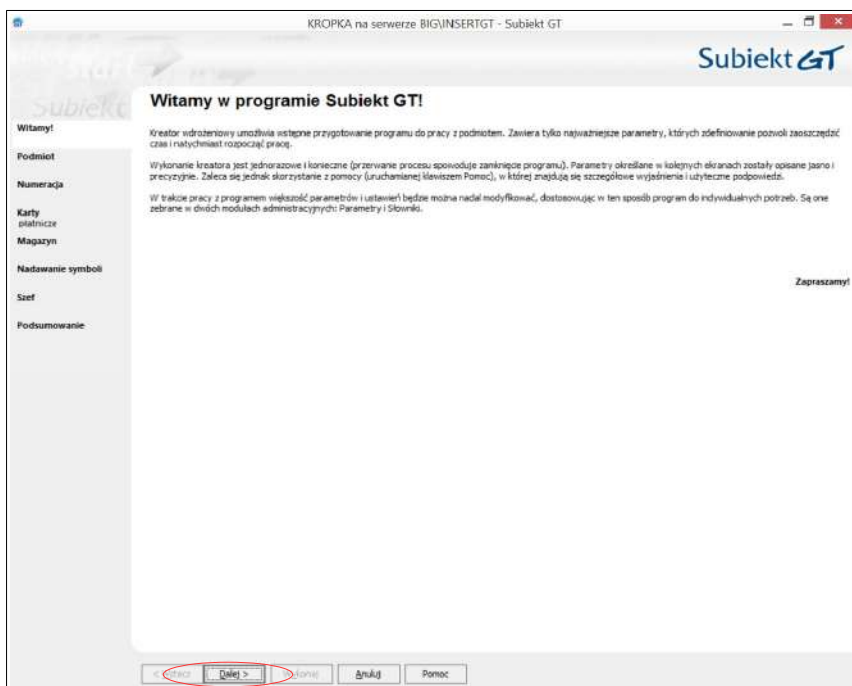 KROPKA na serwerze BIG\INSERTGT - Subiekt GT
Subiekt GT
Subiekt
Witamy w programie Subiekt GT!
Witamy!
Kreator wdrożeniowy umożliwia wstępne przygotowanie programu do pracy z podmiotem. Zawiera tylko najważniejsze parametry, których zdefiniowanie pozwoli zaoszczędzić
czas i natychmiast rozpocząć pracę.
Podmiot
Wykonanie kreatora jest jednorazowe i konieczne (przerwanie procesu spowoduje zamknięcie programu). Parametry określane w kolejnych ekranach zostały opisane jasno i
precyzyjnie. Zaleca się jednak skorzystanie z pomocy (uruchamianej klawiszem Pomoc), w której znajdują się szczegółowe wyjaśnienia i użyteczne podpowiedzi.
Numeracja
W trakcie pracy z programem większość parametrów i ustawień będzie można nadal modyfikować, dostosowując w ten sposób program do indywidualnych potrzeb. Są one
zebrane w dwóch modułach administracyjnych: Parametry i Słowniki.
Karty
płatnicze
Magazyn
Nadawanie symboli
Zapraszamy!
Szef
Podsumowanie
< Wstecz Dalej > Wykonaj Anuluj Pomoc